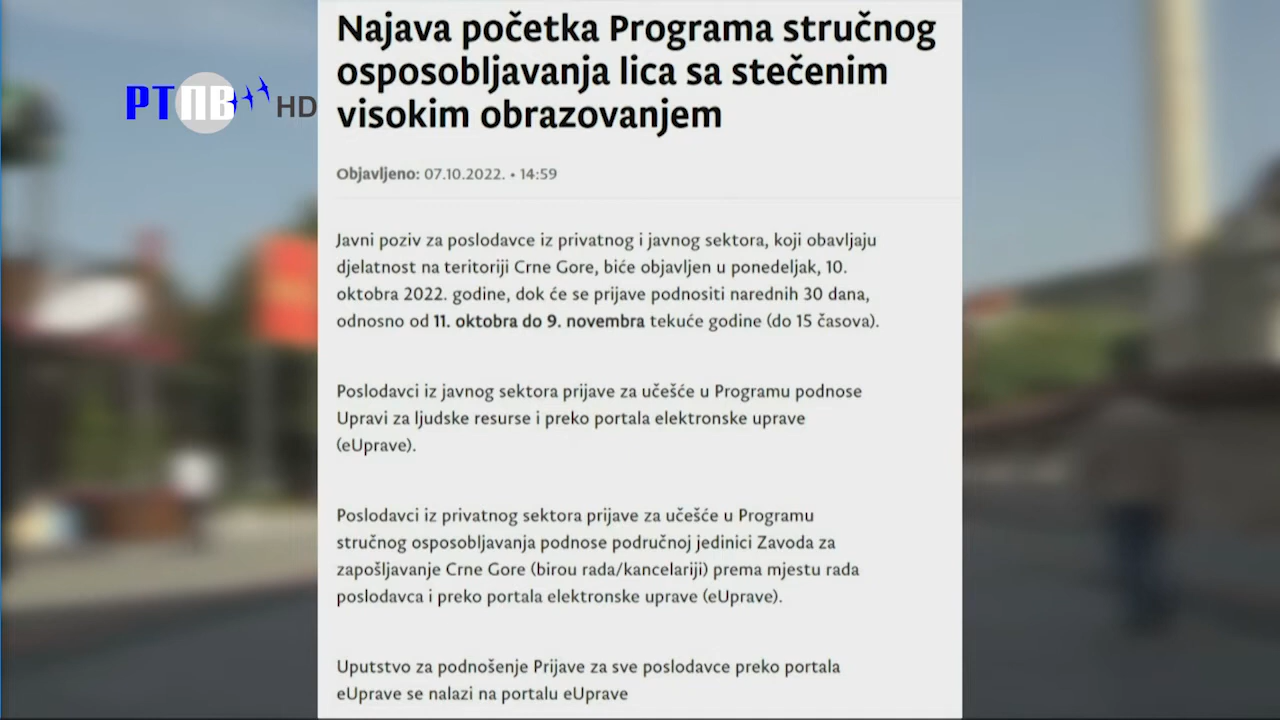 Najava početka Programa stručnog
osposobljavanja lica sa stečenim
visokim obrazovanjem
РТПВ HD
Objavljeno: 07.10.2022. • 14:59
Javni poziv za poslodavce iz privatnog i javnog sektora, koji obavljaju
djelatnost na teritoriji Crne Gore, biće objavljen u ponedeljak, 10.
oktobra 2022. godine, dok će se prijave podnositi narednih 30 dana,
odnosno od 11. oktobra do 9. novembra tekuće godine (do 15 časova).
Poslodavci iz javnog sektora prijave za učešće u Programu podnose
Upravi za ljudske resurse i preko portala elektronske uprave
(eUprave).
Poslodavci iz privatnog sektora prijave za učešće u Programu
stručnog osposobljavanja podnose područnoj jedinici Zavoda za
zapošljavanje Crne Gore (birou rada/kancelariji) prema mjestu rada
poslodavca i preko portala elektronske uprave (eUprave).
Uputstvo za podnošenje Prijave za sve poslodavce preko portala
eUprave se nalazi na portalu eUprave